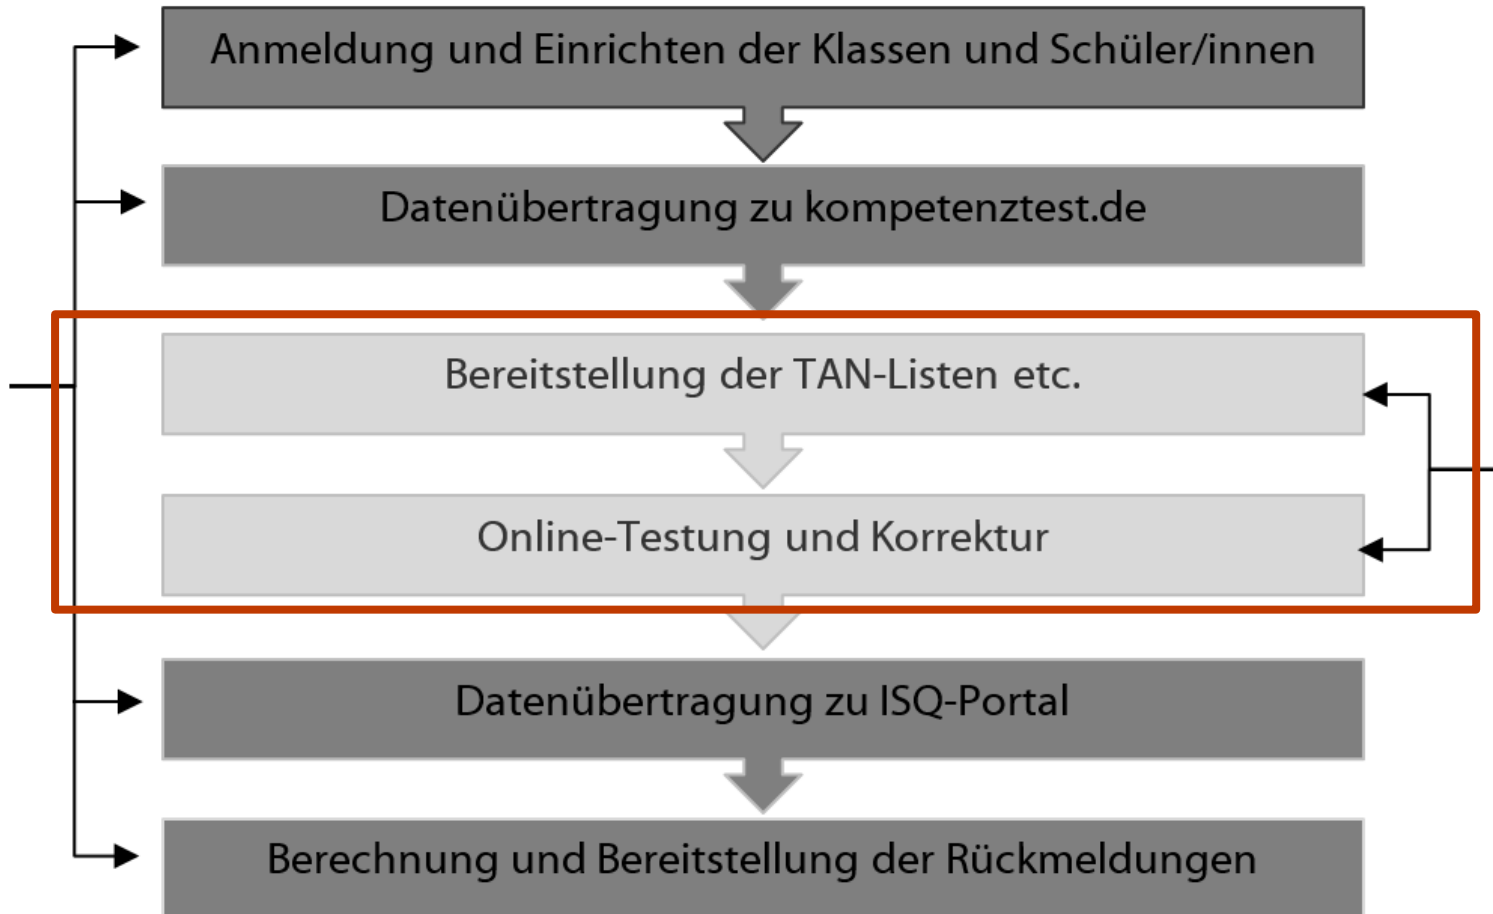 Anmeldung und Einrichten der Klassen und Schüler/innen
Datenübertragung zu kompetenztest.de
Bereitstellung der TAN-Listen etc.
Online-Testung und Korrektur
Datenübertragung zu ISQ-Portal
Berechnung und Bereitstellung der Rückmeldungen